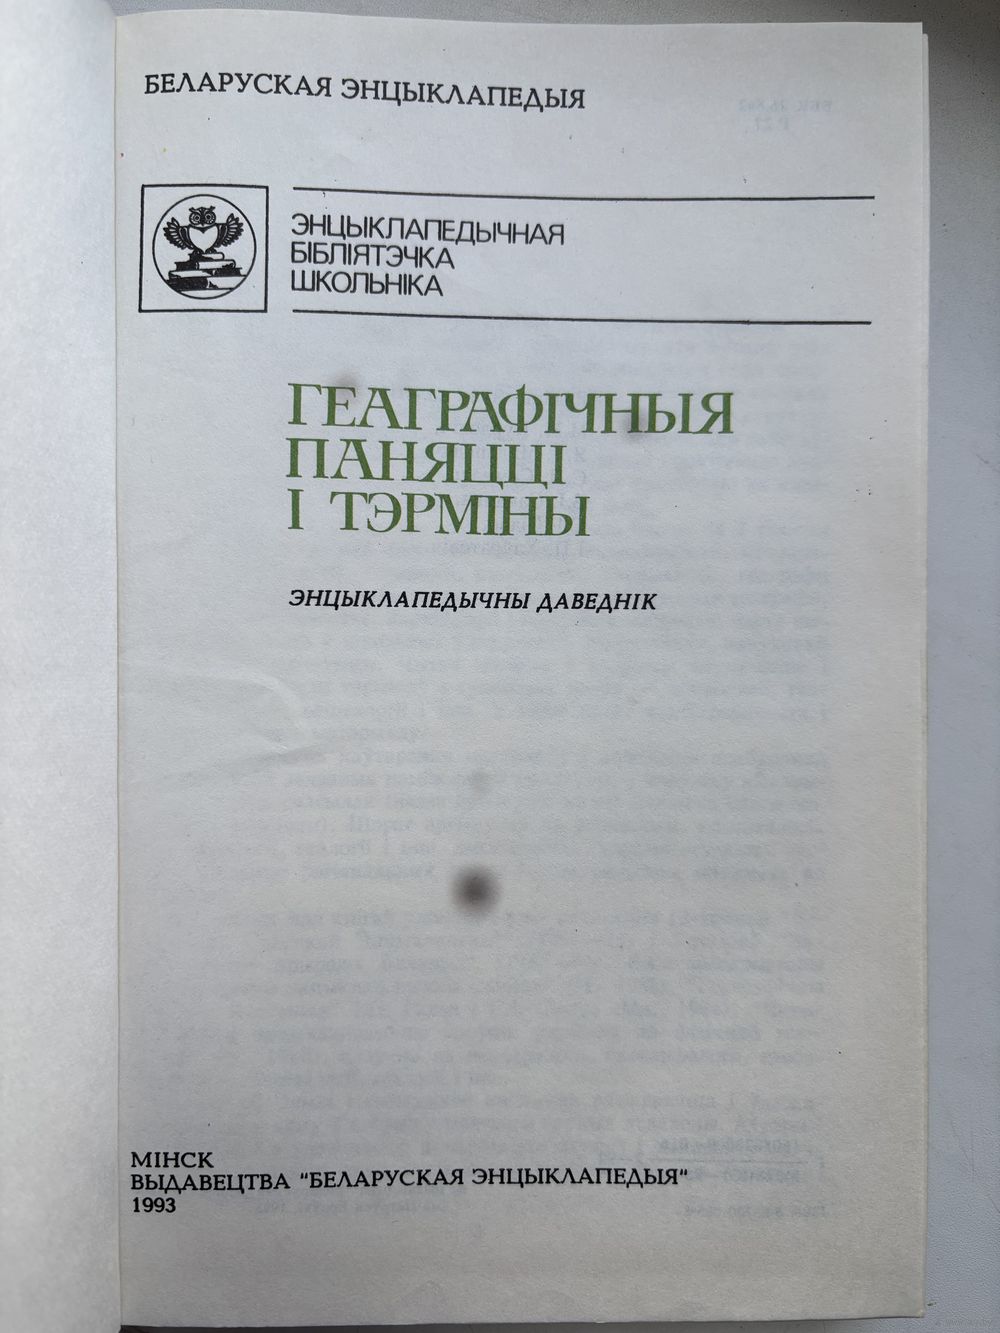 БЕЛАРУСКАЯ ЭНЦЫКЛАПЕДЫЯ
ЭНЦЫКЛАПЕДЫЧНАЯ
БІБЛІЯТЭЧКА
ШКОЛЬНІКА
ГЕАГРАФІЧНЫЯ
ПАНЯЦЦІ
І ТЭРМІНЫ
ЭНЦЫКЛАПЕДЫЧНЫ ДАВЕДНІК
МІНСК
ВЫДАВЕЦТВА "БЕЛАРУСКАЯ ЭНЦЫКЛАПЕДЫЯ"
1993